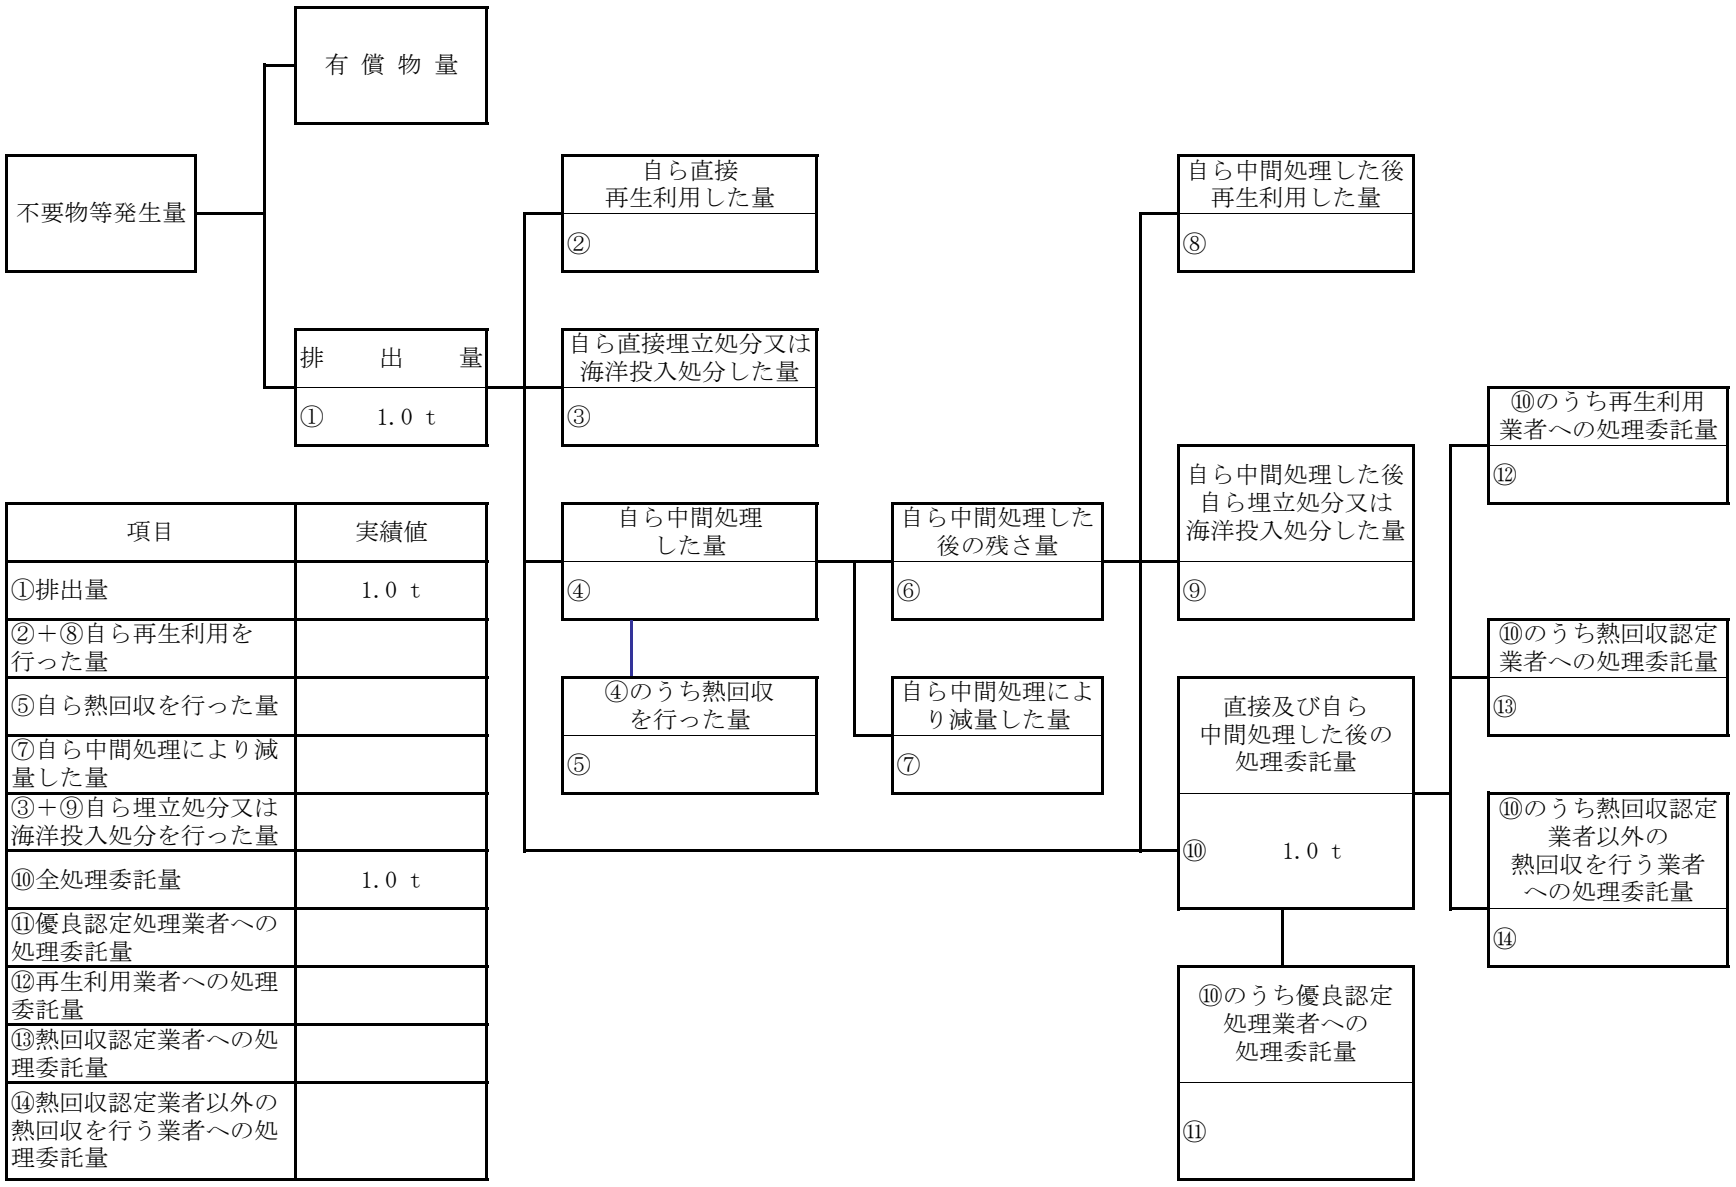 有償物量
不要物等発生量
排出量
① 1.0 t
自ら直接
再生利用した量
②
自ら直接埋立処分又は
海洋投入処分した量
③
自ら中間処理
した量
④
④のうち熱回収
を行った量
⑤
自ら中間処理した
後の残さ量
⑥
自ら中間処理によ
り減量した量
⑦
自ら中間処理した後
再生利用した量
⑧
自ら中間処理した後
自ら埋立処分又は
海洋投入処分した量
⑨
直接及び自ら
中間処理した後の
処理委託量
⑩ 1.0 t
⑩のうち優良認定
処理業者への
処理委託量
⑪
⑩のうち再生利用
業者への処理委託量
⑫
⑩のうち熱回収認定
業者への処理委託量
⑬
⑩のうち熱回収認定
業者以外の
熱回収を行う業者
への処理委託量
⑭
項目 実績値
①排出量 1.0 t
②+⑧自ら再生利用を
行った量
⑤自ら熱回収を行った量
⑦自ら中間処理により減
量した量
③+⑨自ら埋立処分又は
海洋投入処分を行った量
⑩全処理委託量 1.0 t
⑪優良認定処理業者への
処理委託量
⑫再生利用業者への処理
委託量
⑬熱回収認定業者への処
理委託量
⑭熱回収認定業者以外の
熱回収を行う業者への処
理委託量